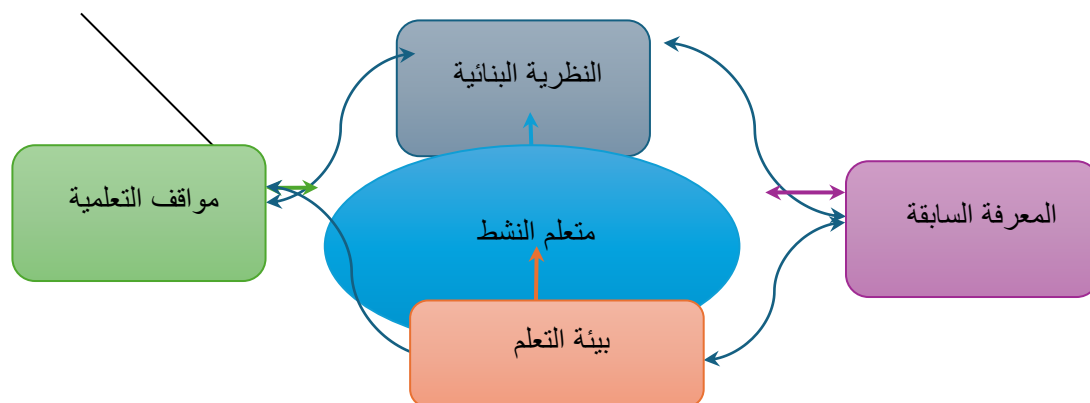 النظرية البنائية
مواقف التعلمية
المعرفة السابقة
متعلم النشط
بيئة التعلم